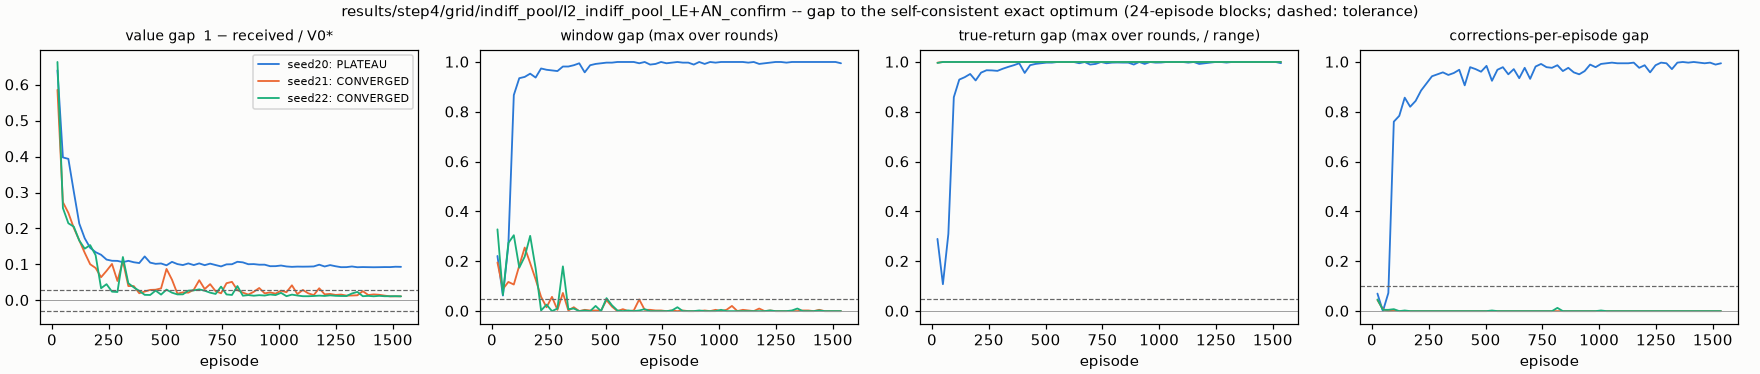 results/step4/grid/indiff_pool/I2_indiff_pool_LE+AN_confirm -- gap to the self-consistent exact optimum (24-episode blocks; dashed: tolerance)
value gap 1 − received / V0*
seed20: PLATEAU
seed21: CONVERGED
seed22: CONVERGED
0.6
0.5
0.4
0.3
0.2
0.1
0.0
0 250 500 750 1000 1250 1500
episode
window gap (max over rounds)
1.0
0.8
0.6
0.4
0.2
0.0
0 250 500 750 1000 1250 1500
episode
true-return gap (max over rounds, / range)
1.0
0.8
0.6
0.4
0.2
0.0
0 250 500 750 1000 1250 1500
episode
corrections-per-episode gap
1.0
0.8
0.6
0.4
0.2
0.0
0 250 500 750 1000 1250 1500
episode